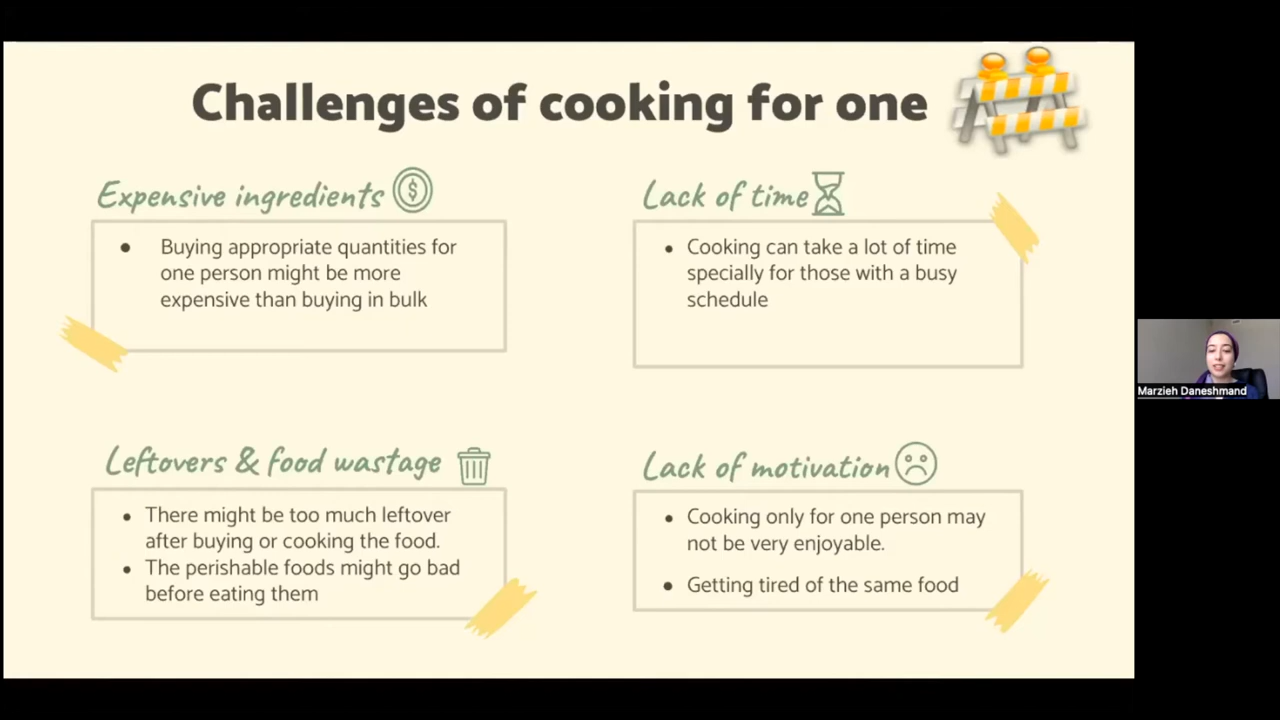 Challenges of cooking for one
Expensive ingredients
• Buying appropriate quantities for
one person might be more
expensive than buying in bulk
Lack of time
• Cooking can take a lot of time
specially for those with a busy
schedule
Leftovers & food wastage
• There might be too much leftover
after buying or cooking the food.
• The perishable foods might go bad
before eating them
Lack of motivation
• Cooking only for one person may
not be very enjoyable.
• Getting tired of the same food
Marzieh Daneshmand